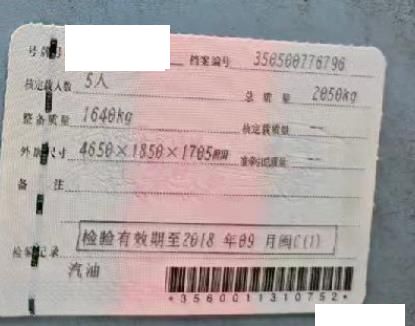 号牌号 档案编号 350500776796
核定载人数 5人 总质量 2050kg
整备质量 1640kg 核定载质量 —
外廓尺寸 4650×1850×1705 准牵引总质量 —
备注
检验有效期至2018年09月闽C(1)
检验记录
汽油
*3560011310752*